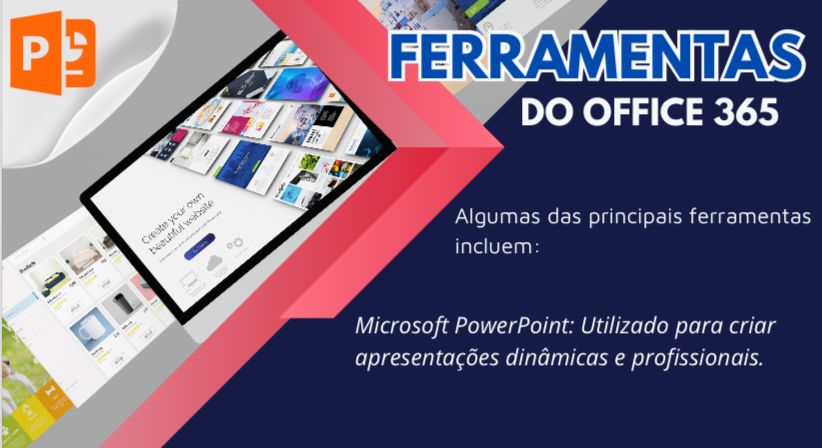 P
FERRAMENTAS
DO OFFICE 365
Create your own
beautiful website
Products
Algumas das principais ferramentas
incluem:
Microsoft PowerPoint: Utilizado para criar
apresentações dinâmicas e profissionais.